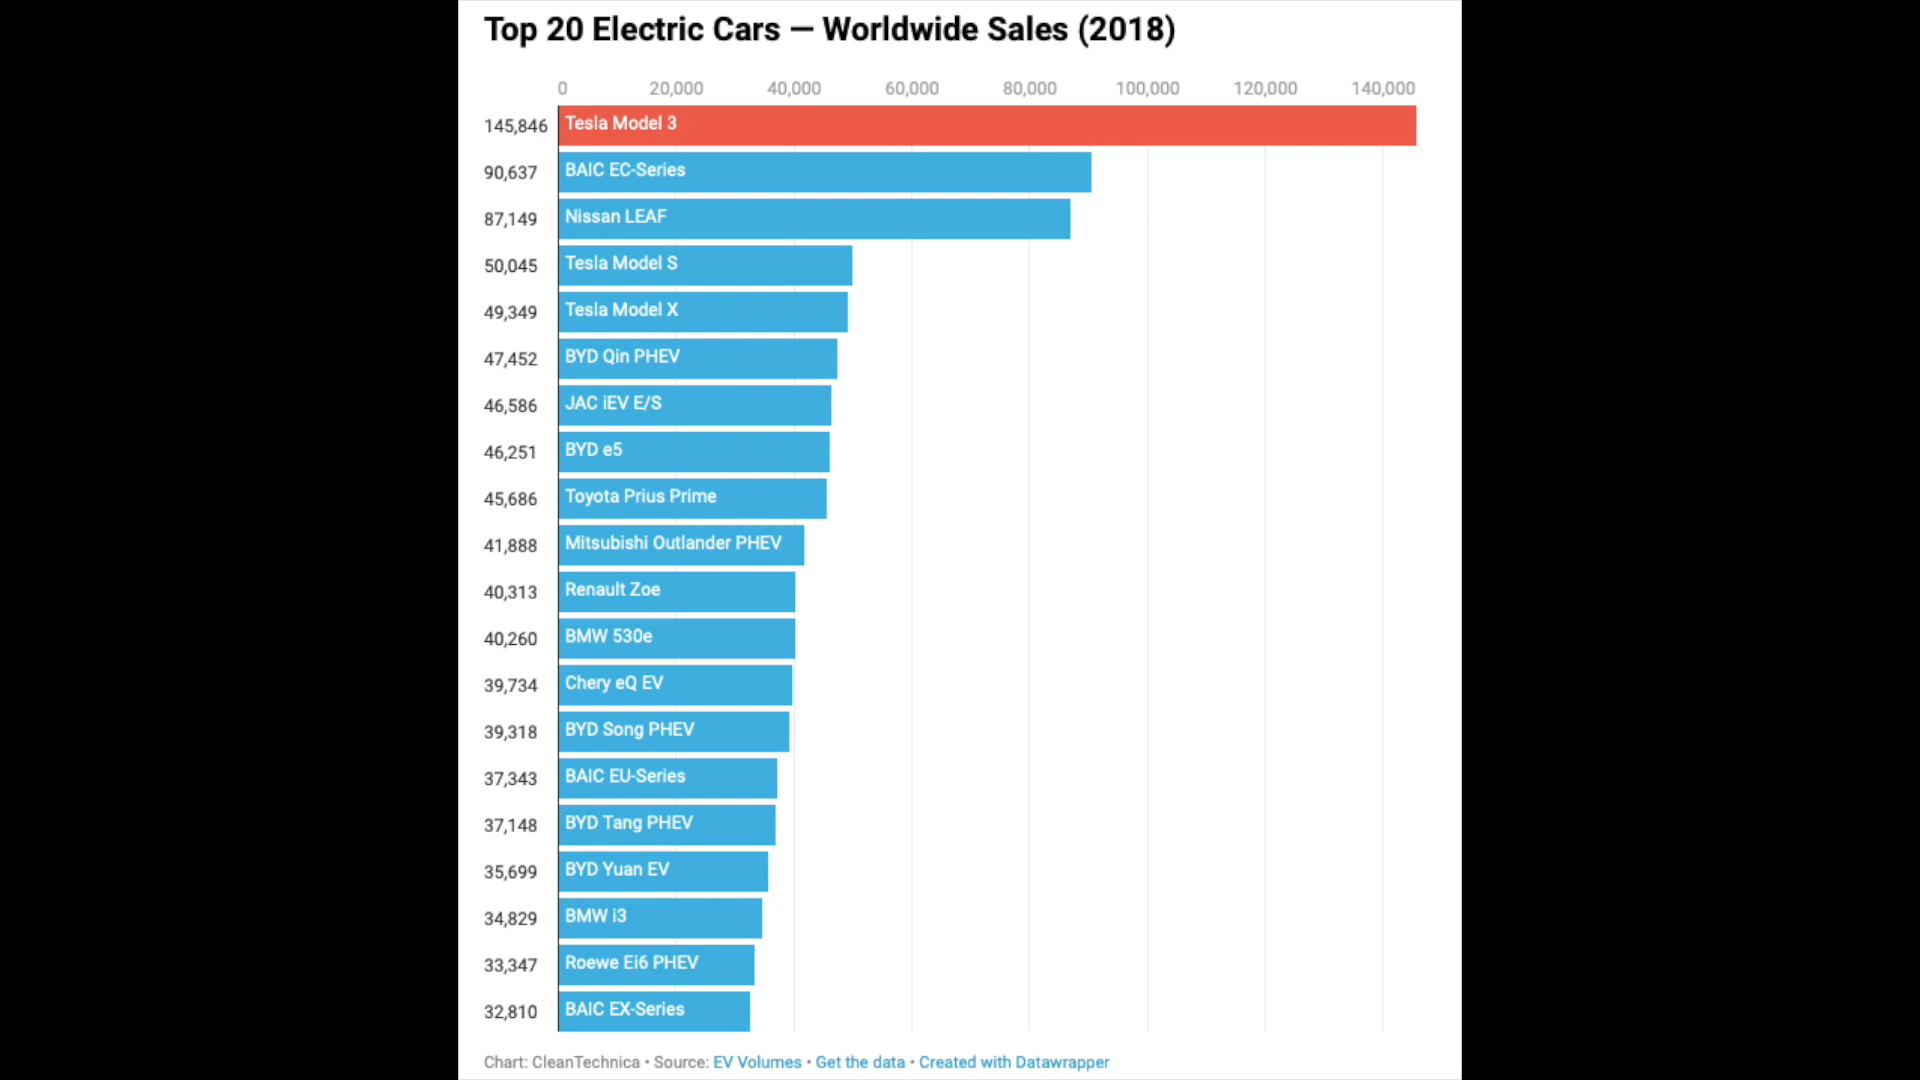 Top 20 Electric Cars — Worldwide Sales (2018)
0 20,000 40,000 60,000 80,000 100,000 120,000 140,000
145,846 Tesla Model 3
90,637 BAIC EC-Series
87,149 Nissan LEAF
50,045 Tesla Model S
49,349 Tesla Model X
47,452 BYD Qin PHEV
46,586 JAC iEV E/S
46,251 BYD e5
45,686 Toyota Prius Prime
41,888 Mitsubishi Outlander PHEV
40,313 Renault Zoe
40,260 BMW 530e
39,734 Chery eQ EV
39,318 BYD Song PHEV
37,343 BAIC EU-Series
37,148 BYD Tang PHEV
35,699 BYD Yuan EV
34,829 BMW i3
33,347 Roewe Ei6 PHEV
32,810 BAIC EX-Series
Chart: CleanTechnica • Source: EV Volumes • Get the data • Created with Datawrapper